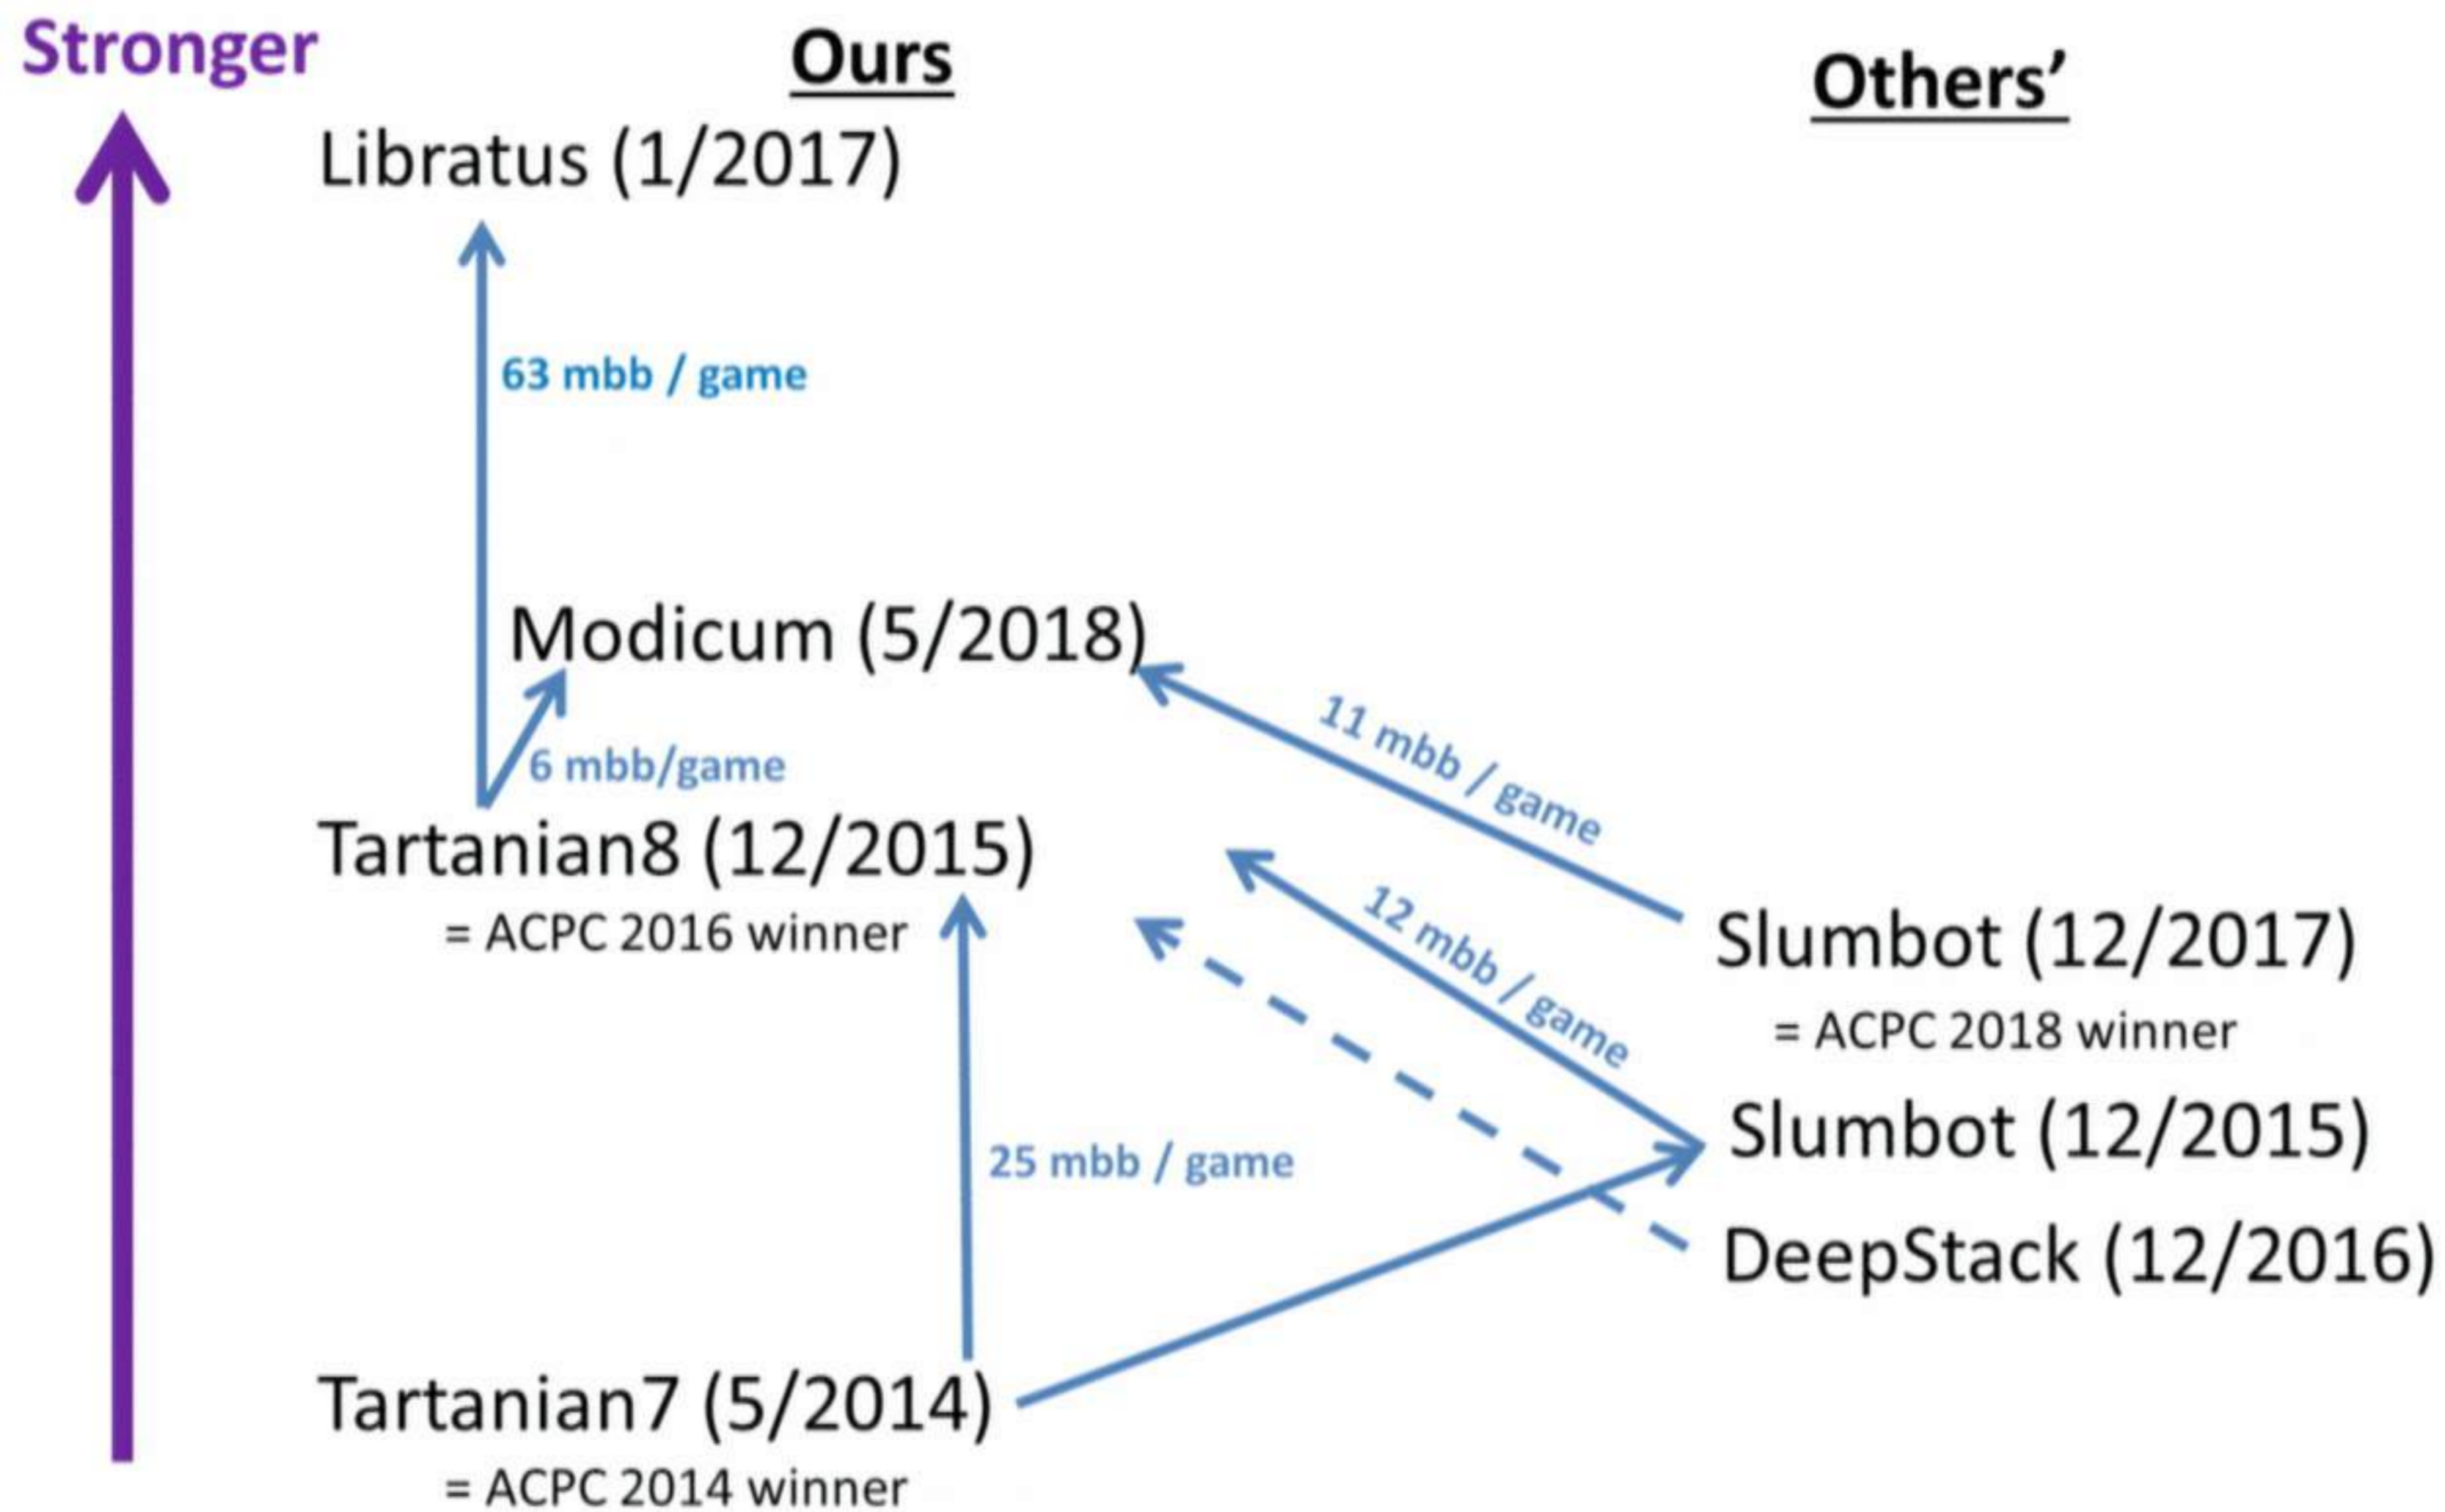 Stronger
Ours
Others’
Libratus (1/2017)
63 mbb / game
Modicum (5/2018)
11 mbb / game
6 mbb/game
Tartanian8 (12/2015)
= ACPC 2016 winner
12 mbb / game
Slumbot (12/2017)
= ACPC 2018 winner
Slumbot (12/2015)
25 mbb / game
DeepStack (12/2016)
Tartanian7 (5/2014)
= ACPC 2014 winner